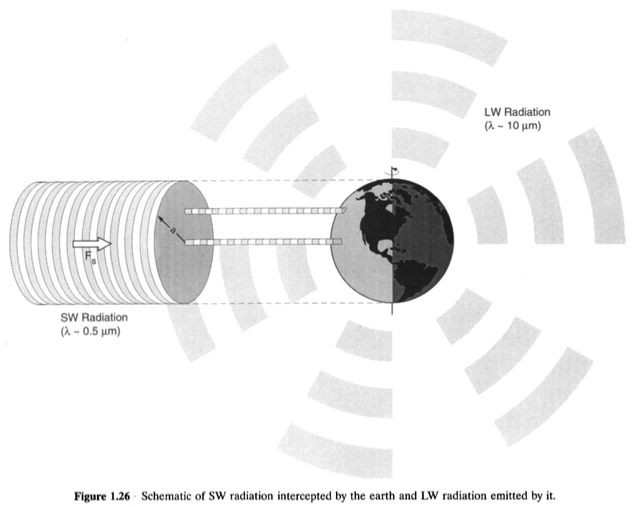 LW Radiation
(λ ~ 10 μm)
a
F_s
SW Radiation
(λ ~ 0.5 μm)
Figure 1.26 Schematic of SW radiation intercepted by the earth and LW radiation emitted by it.